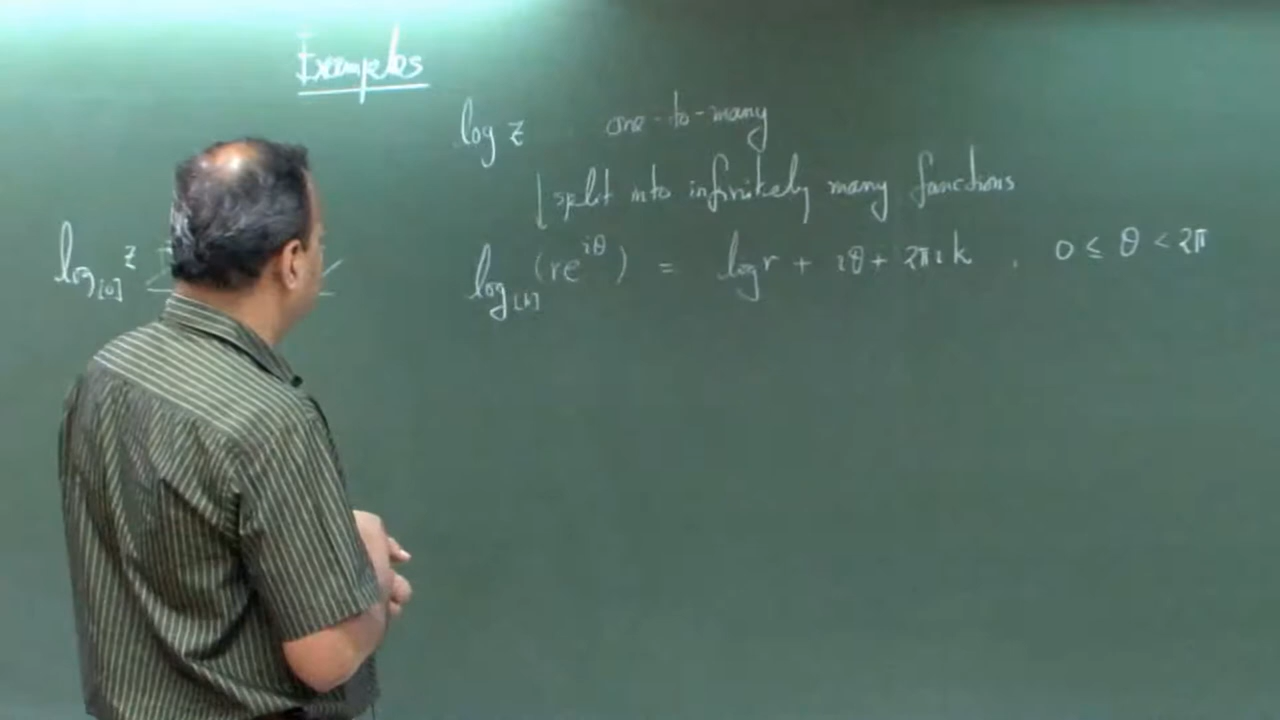 Examples
log z one-to-many
↓ split into infinitely many functions
log_[k] (re^{iθ}) = log r + iθ + 2πik , 0 ≤ θ < 2π
log_[0] z